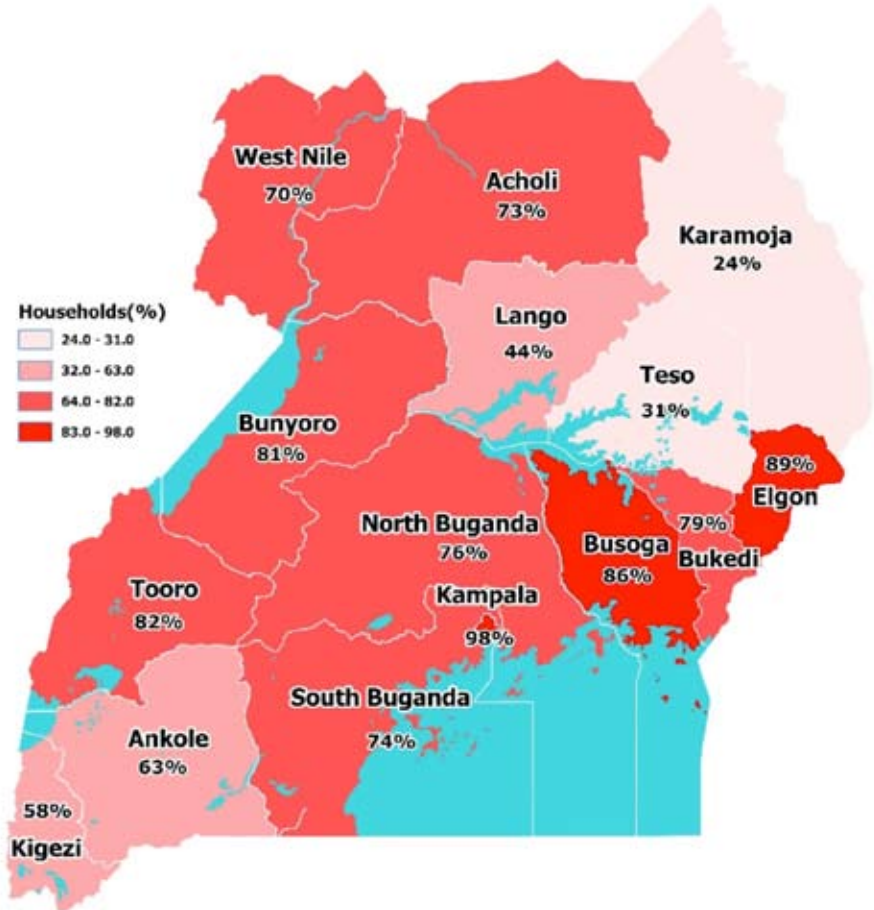 West Nile
70%
Acholi
73%
Karamoja
24%
Households(%)
24.0 - 31.0
32.0 - 63.0
64.0 - 82.0
83.0 - 98.0
Lango
44%
Teso
31%
Bunyoro
81%
89%
Elgon
North Buganda
76%
Busoga
86%
79%
Bukedi
Tooro
82%
Kampala
98%
South Buganda
74%
Ankole
63%
58%
Kigezi